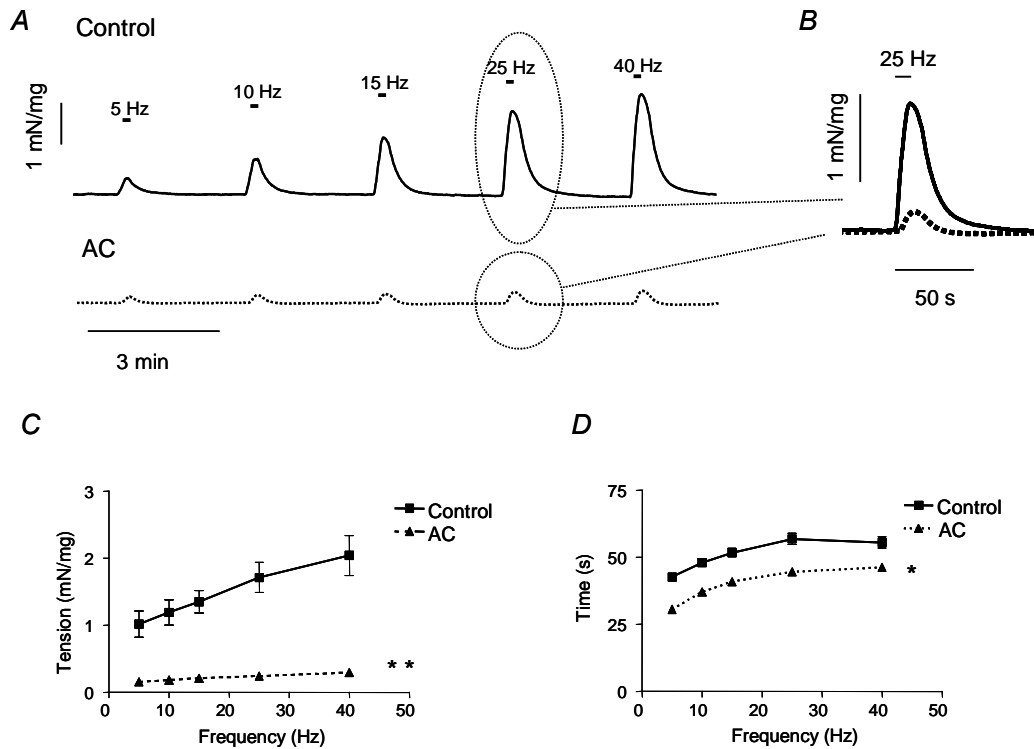 A
B
Control
5 Hz
10 Hz
15 Hz
25 Hz
40 Hz
25 Hz
1 mN/mg
1 mN/mg
AC
3 min
50 s
C
D
3
2
1
0
Tension (mN/mg)
Control
AC
* *
0 10 20 30 40 50
Frequency (Hz)
75
50
25
0
Time (s)
Control
AC
*
0 10 20 30 40 50
Frequency (Hz)